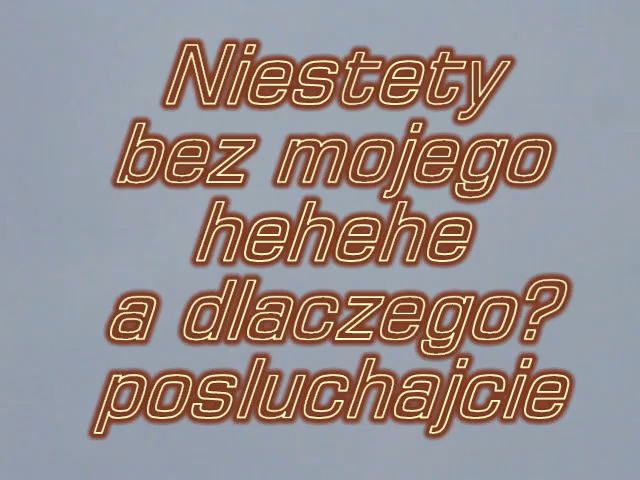 Niestety
bez mojego
hehehe
a dlaczego?
posluchajcie